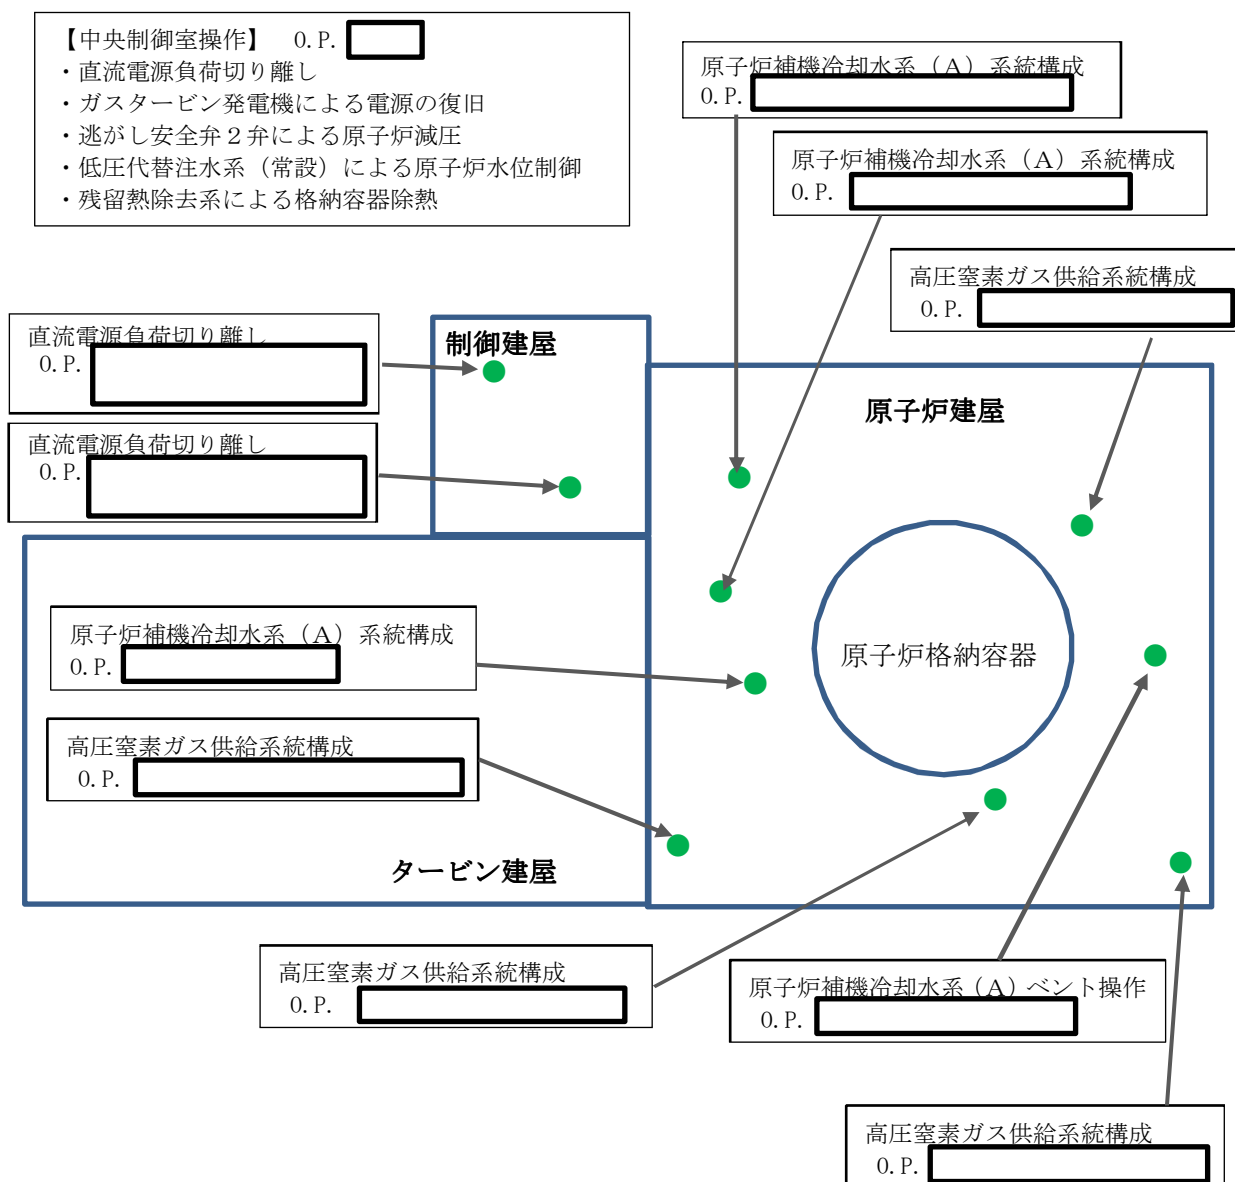 【中央制御室操作】 O.P.
・直流電源負荷切り離し
・ガスタービン発電機による電源の復旧
・逃がし安全弁２弁による原子炉減圧
・低圧代替注水系（常設）による原子炉水位制御
・残留熱除去系による格納容器除熱
原子炉補機冷却水系（A）系統構成
O.P.
原子炉補機冷却水系（A）系統構成
O.P.
高圧窒素ガス供給系統構成
O.P.
直流電源負荷切り離し
O.P.
制御建屋
原子炉建屋
直流電源負荷切り離し
O.P.
原子炉補機冷却水系（A）系統構成
O.P.
原子炉格納容器
高圧窒素ガス供給系統構成
O.P.
タービン建屋
高圧窒素ガス供給系統構成
O.P.
原子炉補機冷却水系（A）ベント操作
O.P.
高圧窒素ガス供給系統構成
O.P.